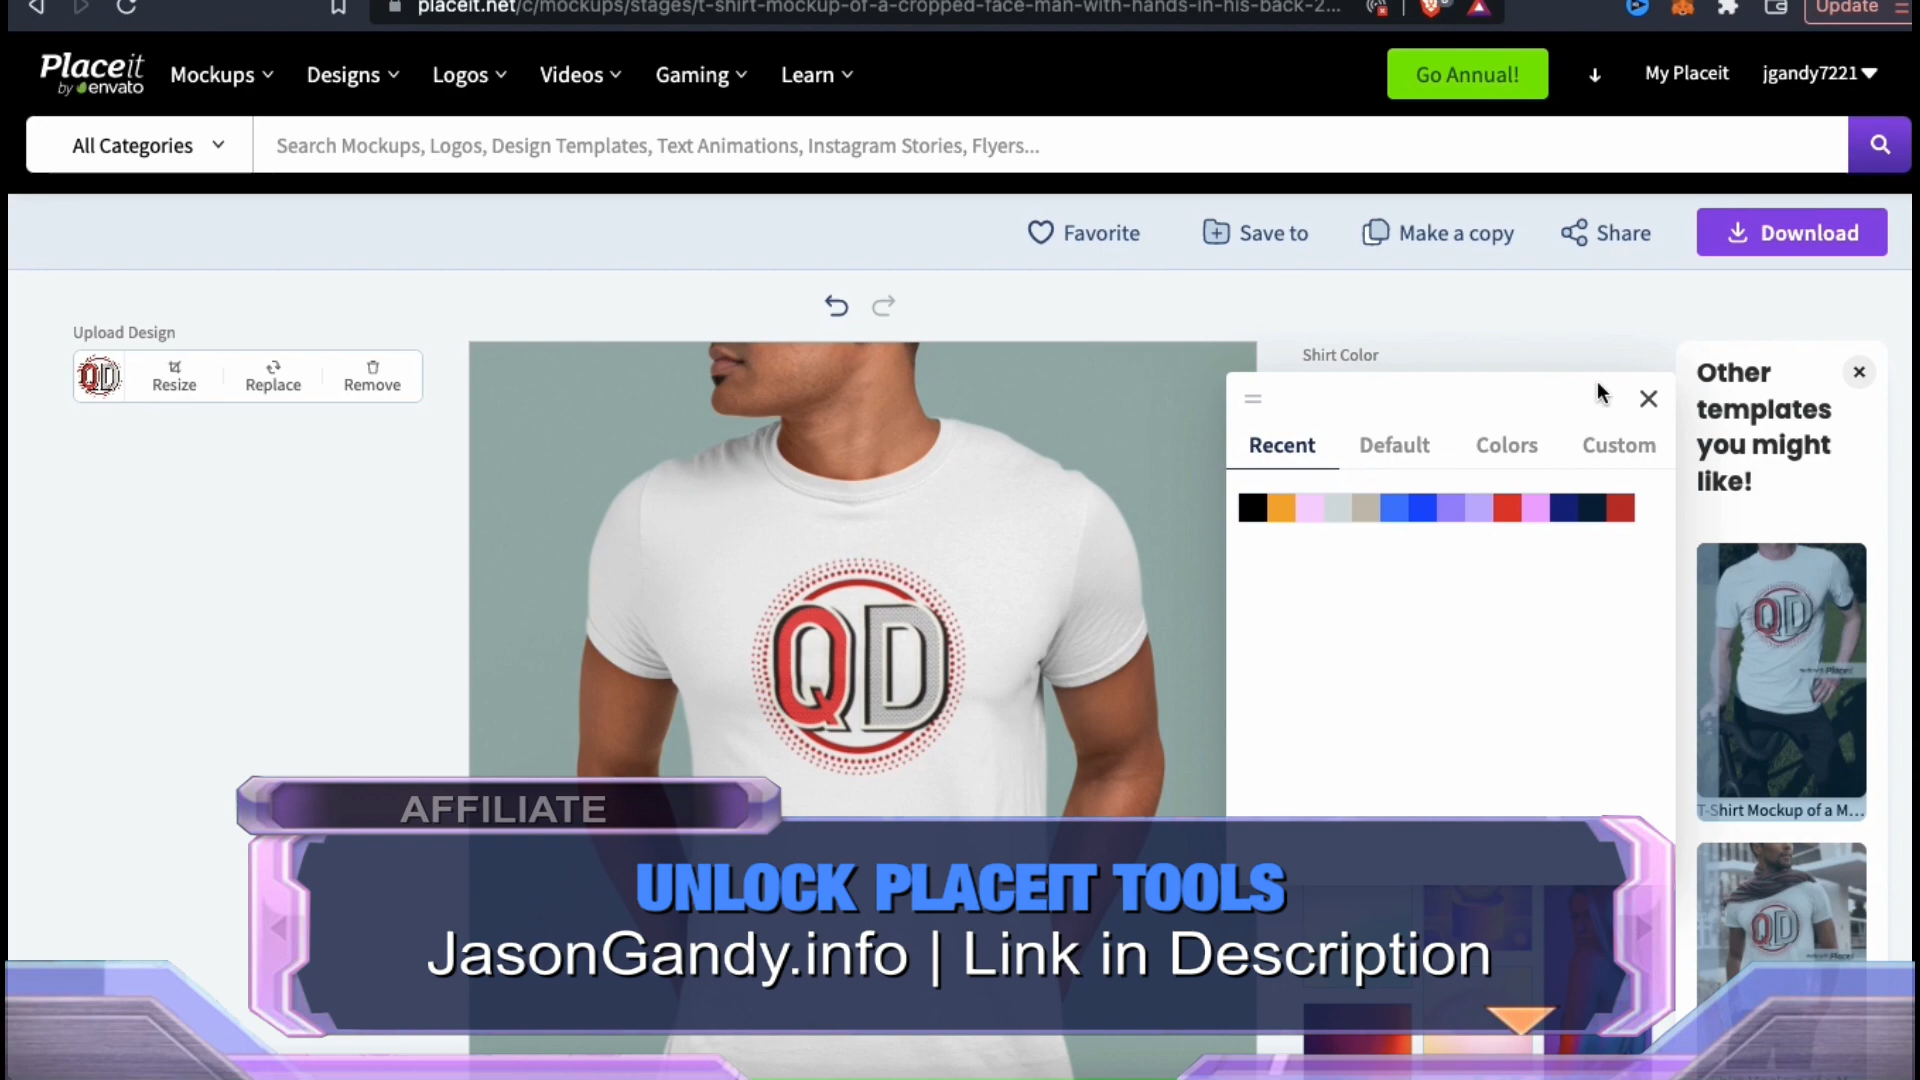 placeit.net/c/mockups/stages/t-shirt-mockup-of-a-cropped-face-man-with-hands-in-his-back-2...
Update
Placeit
by envato
Mockups
Designs
Logos
Videos
Gaming
Learn
Go Annual!
My Placeit
jgandy7221
All Categories
Search Mockups, Logos, Design Templates, Text Animations, Instagram Stories, Flyers...
Favorite
Save to
Make a copy
Share
Download
Upload Design
QD
Resize
Replace
Remove
QD
Shirt Color
Recent
Default
Colors
Custom
Other
templates
you might
like!
QD
T-Shirt Mockup of a M...
QD
AFFILIATE
UNLOCK PLACEIT TOOLS
JasonGandy.info | Link in Description